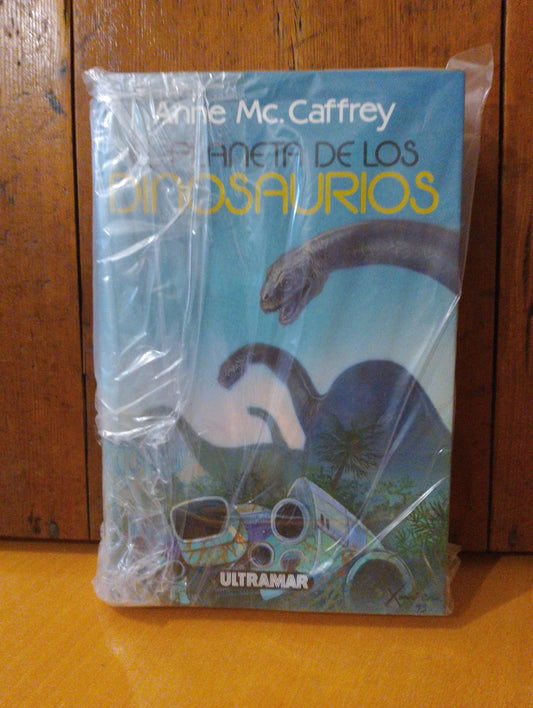 Anne Mc. Caffrey
EL PLANETA DE LOS
DINOSAURIOS
ULTRAMAR